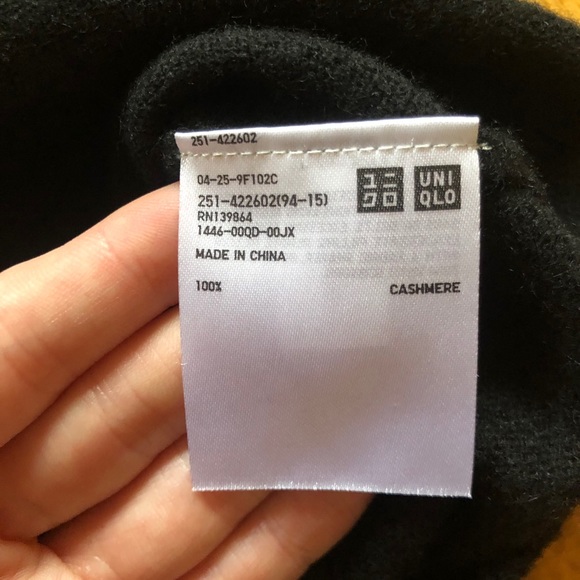 251-422602
04-25-9F102C
251-422602(94-15)
RN139864
1446-00QD-00JX
MADE IN CHINA
ユニ
クロ
UNI
QLO
100% CASHMERE